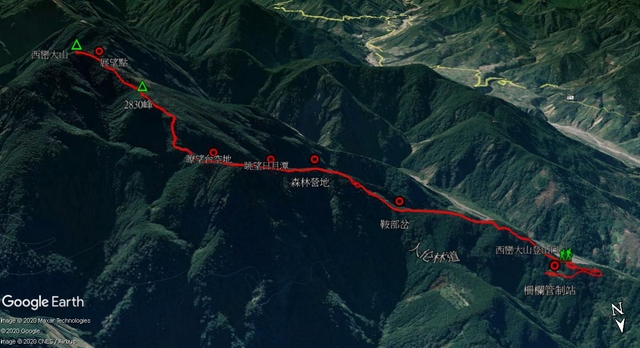 西巒大山
展望點
2830峰
瞭望台空地
眺望日月潭
森林營地
鞍部岔
人倫林道
西巒大山登山口
柵欄管制站
N
Google Earth
Image © 2020 Maxar Technologies
© 2020 Google
Image © 2020 CNES / Airbus